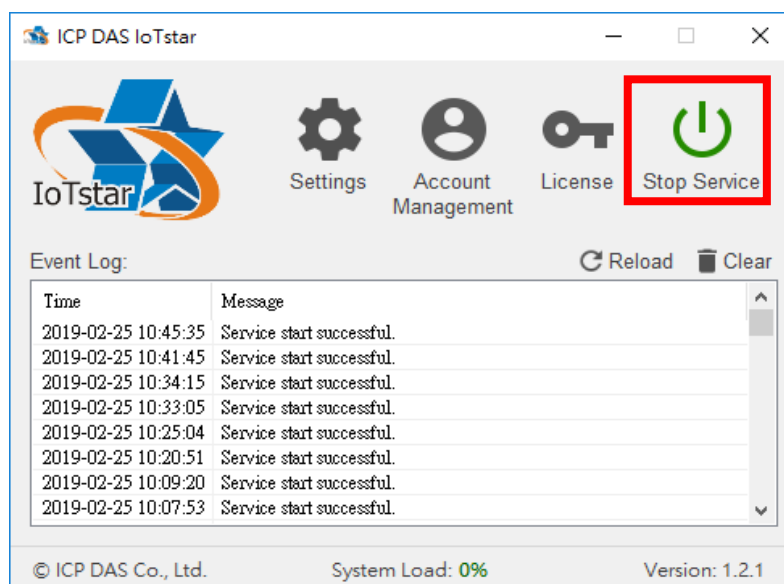 ICP DAS IoTstar
IoTstar
Settings
Account
Management
License
Stop Service
Event Log:
Reload
Clear
Time Message
2019-02-25 10:45:35 Service start successful.
2019-02-25 10:41:45 Service start successful.
2019-02-25 10:34:15 Service start successful.
2019-02-25 10:33:05 Service start successful.
2019-02-25 10:25:04 Service start successful.
2019-02-25 10:20:51 Service start successful.
2019-02-25 10:09:20 Service start successful.
2019-02-25 10:07:53 Service start successful.
© ICP DAS Co., Ltd. System Load: 0% Version: 1.2.1